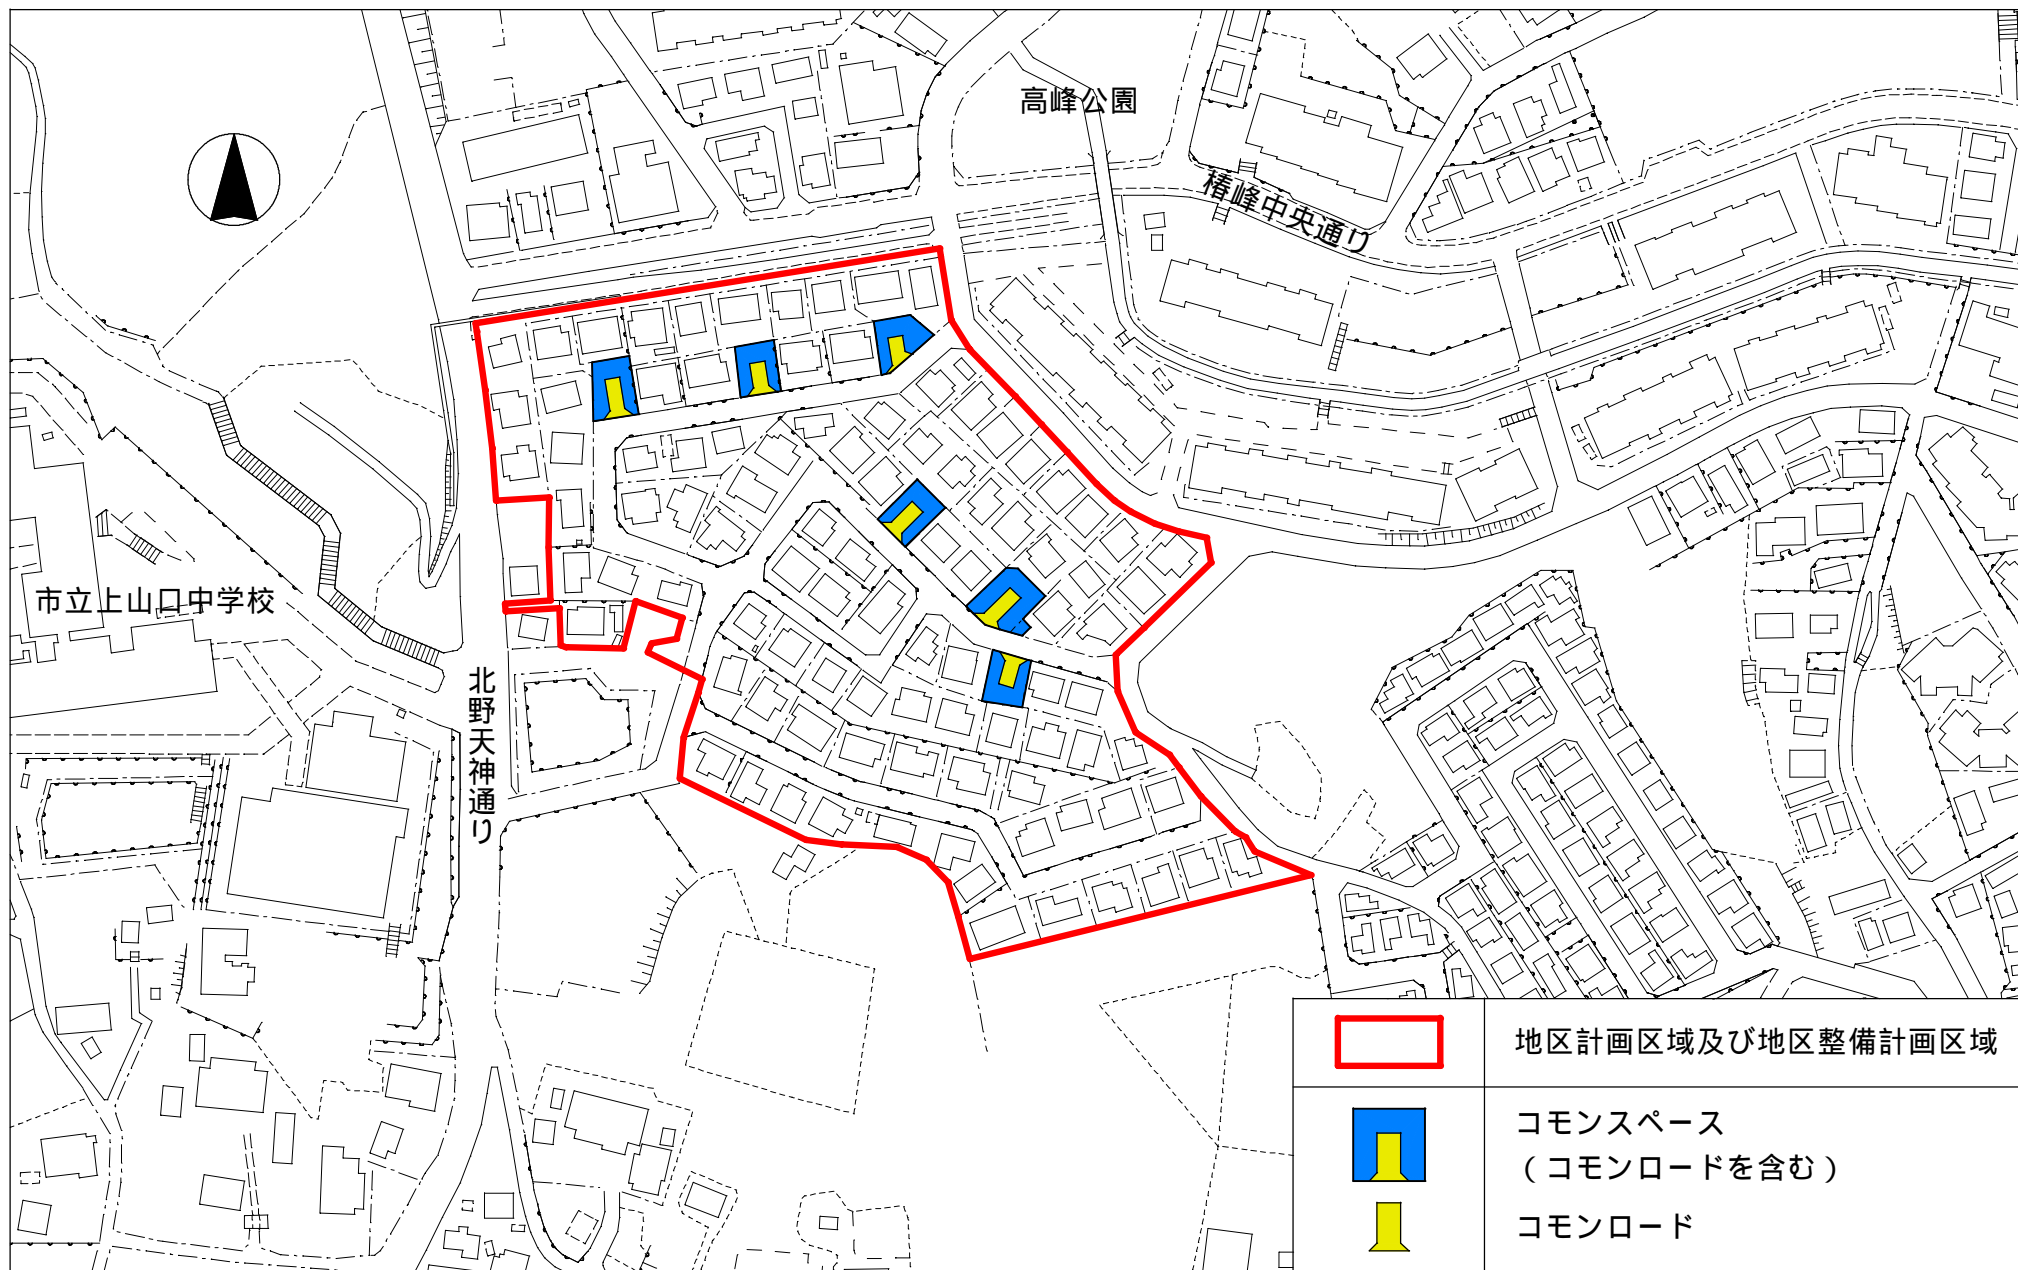 高峰公園
椿峰中央通り
市立上山口中学校
北野天神通り
地区計画区域及び地区整備計画区域
コモンスペース
（コモンロードを含む）
コモンロード